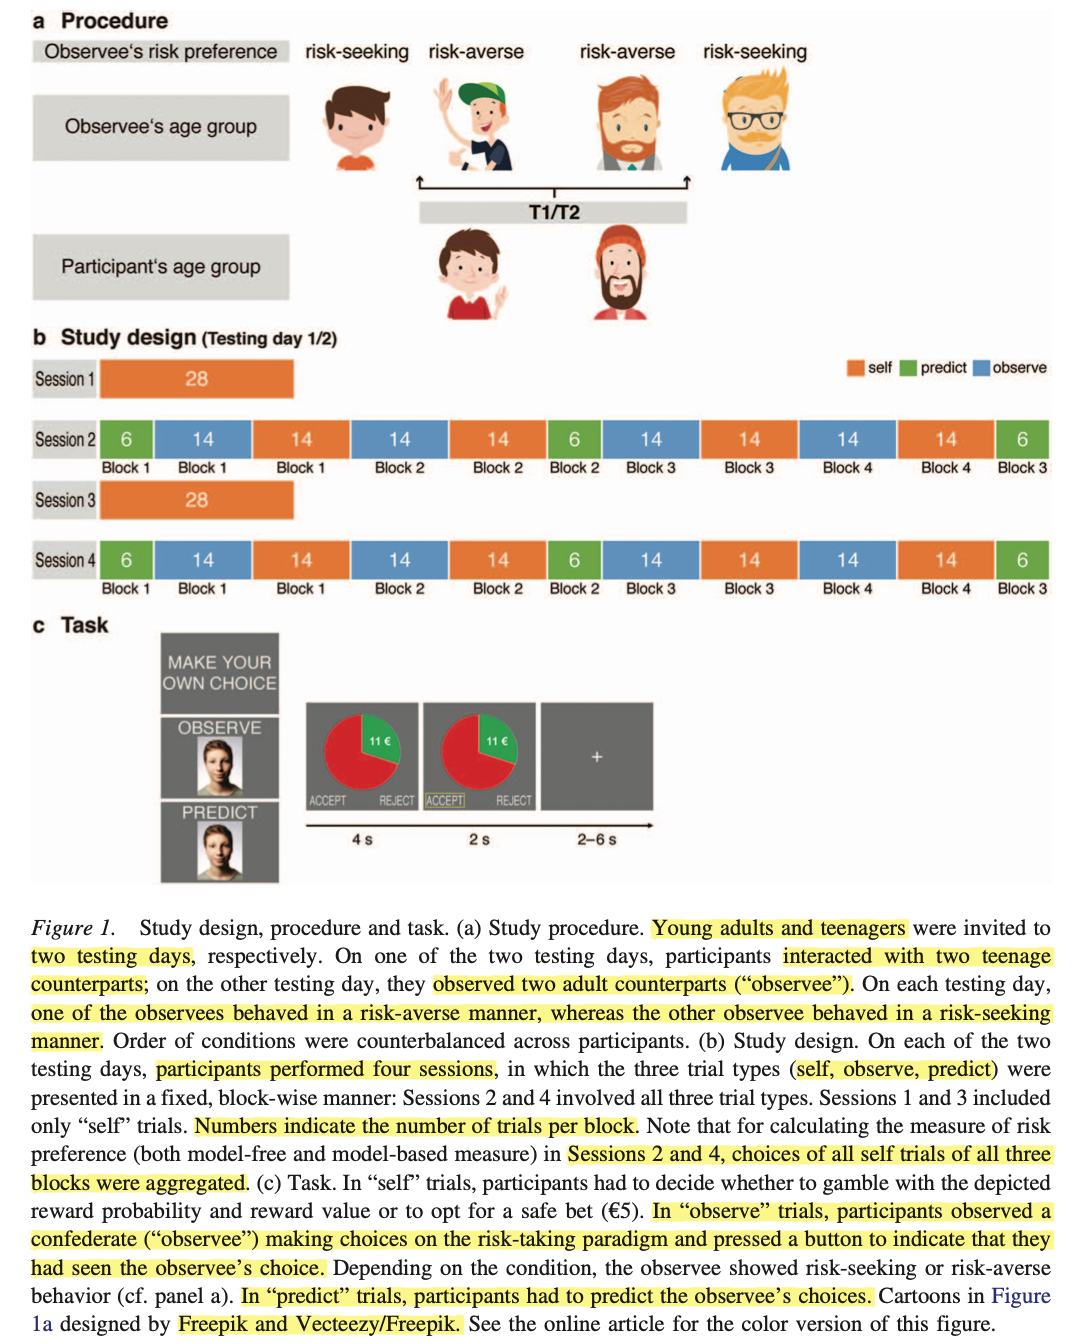 a Procedure
Observee's risk preference risk-seeking risk-averse risk-averse risk-seeking
Observee's age group
T1/T2
Participant's age group
b Study design (Testing day 1/2)
self predict observe
Session 1 28
Session 2 6 14 14 14 14 6 14 14 14 14 6
Block 1 Block 1 Block 1 Block 2 Block 2 Block 2 Block 3 Block 3 Block 4 Block 4 Block 3
Session 3 28
Session 4 6 14 14 14 14 6 14 14 14 14 6
Block 1 Block 1 Block 1 Block 2 Block 2 Block 2 Block 3 Block 3 Block 4 Block 4 Block 3
c Task
MAKE YOUR
OWN CHOICE
OBSERVE
PREDICT
11 € 11 €
+
ACCEPT REJECT ACCEPT REJECT
4 s 2 s 2–6 s
Figure 1. Study design, procedure and task. (a) Study procedure. Young adults and teenagers were invited to
two testing days, respectively. On one of the two testing days, participants interacted with two teenage
counterparts; on the other testing day, they observed two adult counterparts (“observee”). On each testing day,
one of the observees behaved in a risk-averse manner, whereas the other observee behaved in a risk-seeking
manner. Order of conditions were counterbalanced across participants. (b) Study design. On each of the two
testing days, participants performed four sessions, in which the three trial types (self, observe, predict) were
presented in a fixed, block-wise manner: Sessions 2 and 4 involved all three trial types. Sessions 1 and 3 included
only “self” trials. Numbers indicate the number of trials per block. Note that for calculating the measure of risk
preference (both model-free and model-based measure) in Sessions 2 and 4, choices of all self trials of all three
blocks were aggregated. (c) Task. In “self” trials, participants had to decide whether to gamble with the depicted
reward probability and reward value or to opt for a safe bet (€5). In “observe” trials, participants observed a
confederate (“observee”) making choices on the risk-taking paradigm and pressed a button to indicate that they
had seen the observee’s choice. Depending on the condition, the observee showed risk-seeking or risk-averse
behavior (cf. panel a). In “predict” trials, participants had to predict the observee’s choices. Cartoons in Figure
1a designed by Freepik and Vecteezy/Freepik. See the online article for the color version of this figure.